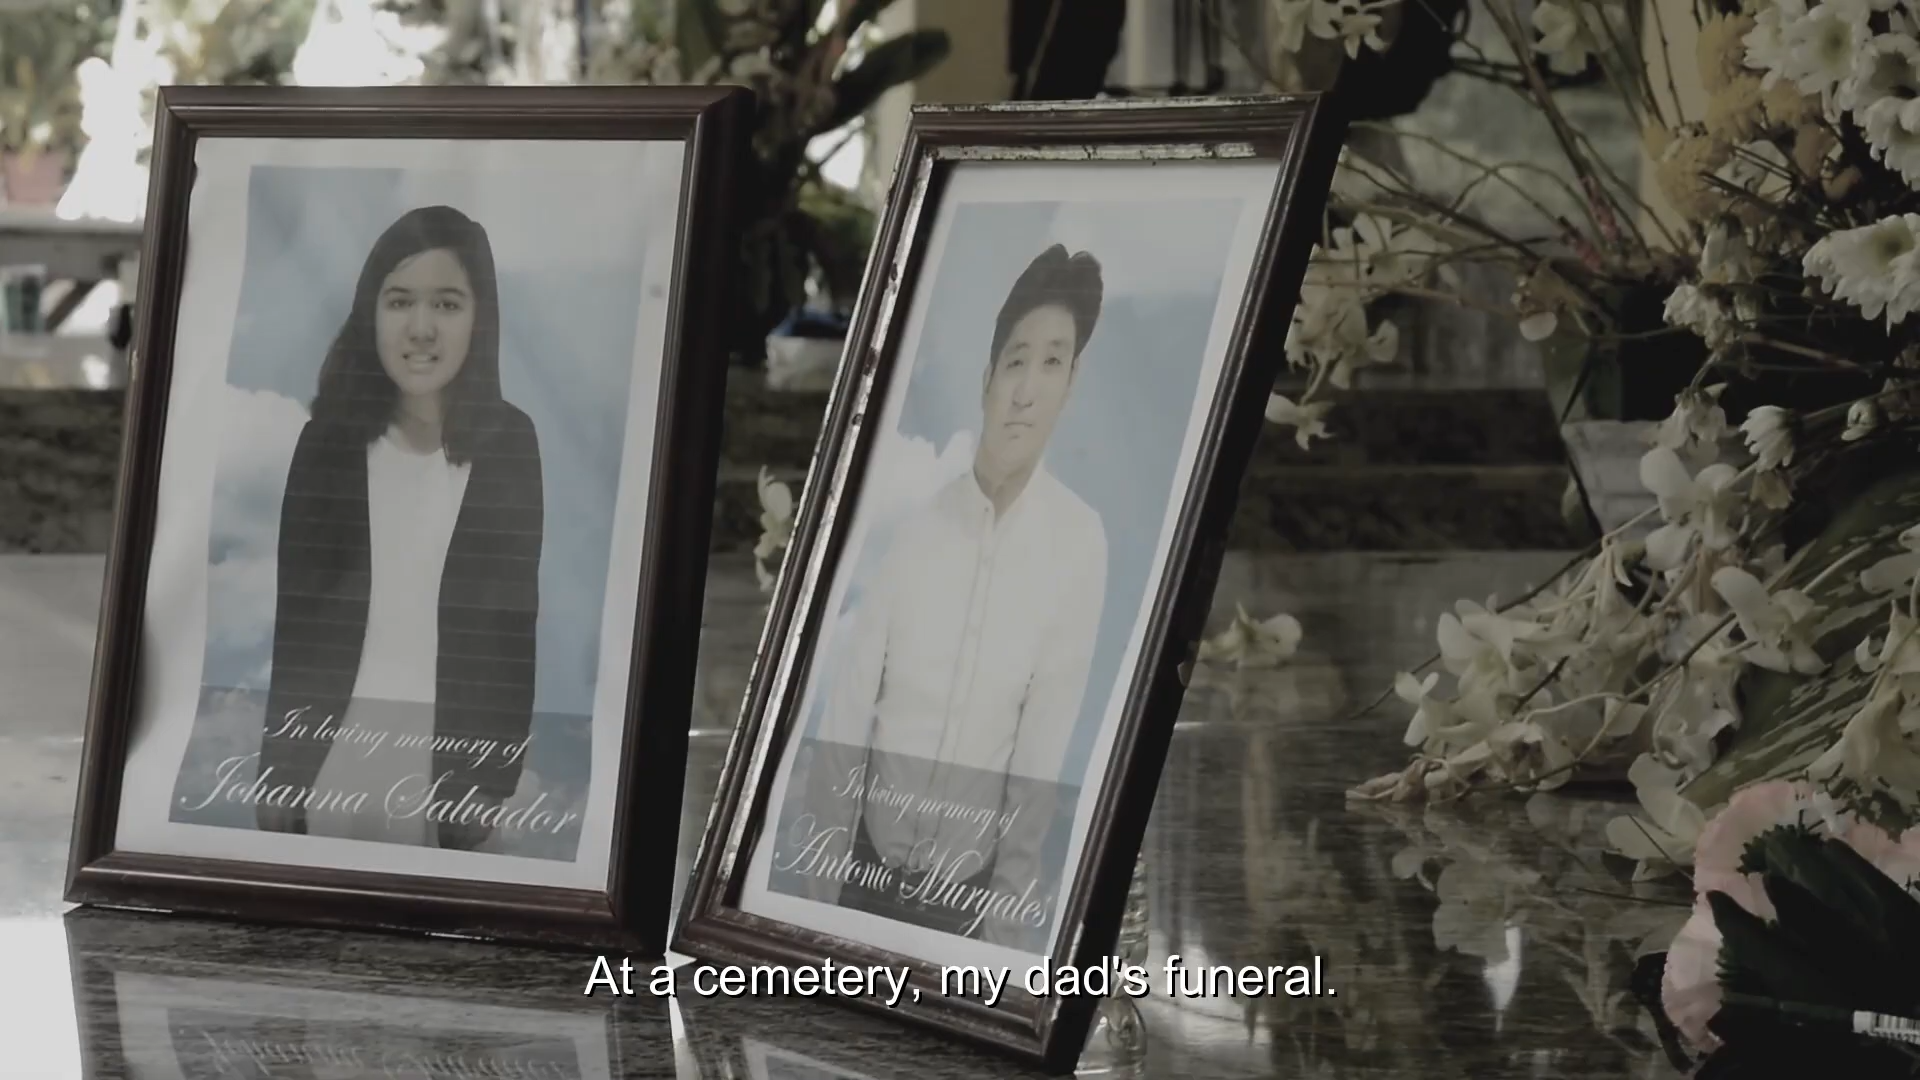 In loving memory of
Johanna Salvador
In loving memory of
Antonio Muryales
At a cemetery, my dad's funeral.